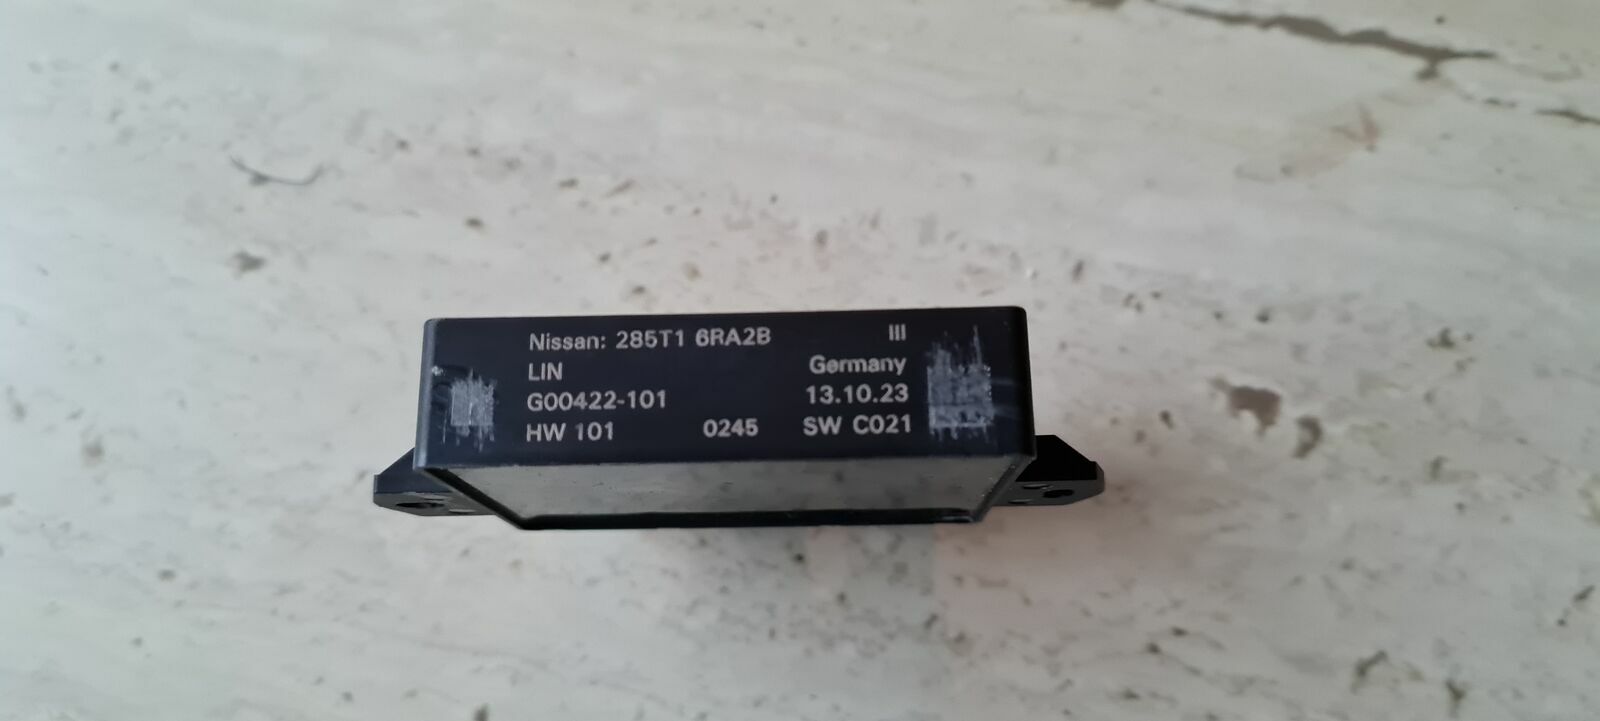 Nissan: 285T1 6RA2B III
LIN Germany
G00422-101 13.10.23
HW 101 0245 SW C021